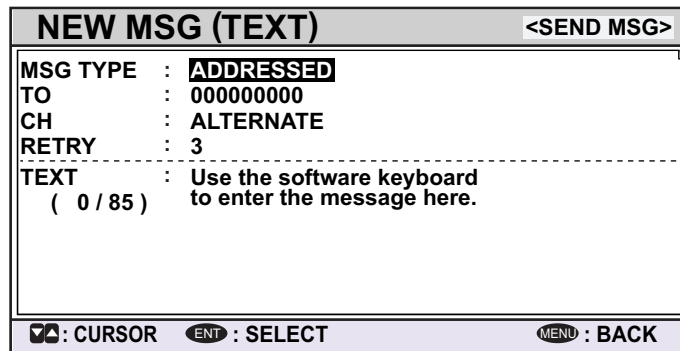 NEW MSG (TEXT) <SEND MSG>
MSG TYPE : ADDRESSED
TO : 000000000
CH : ALTERNATE
RETRY : 3
TEXT : Use the software keyboard
( 0 / 85 ) to enter the message here.
▼▲ : CURSOR ENT : SELECT MENU : BACK